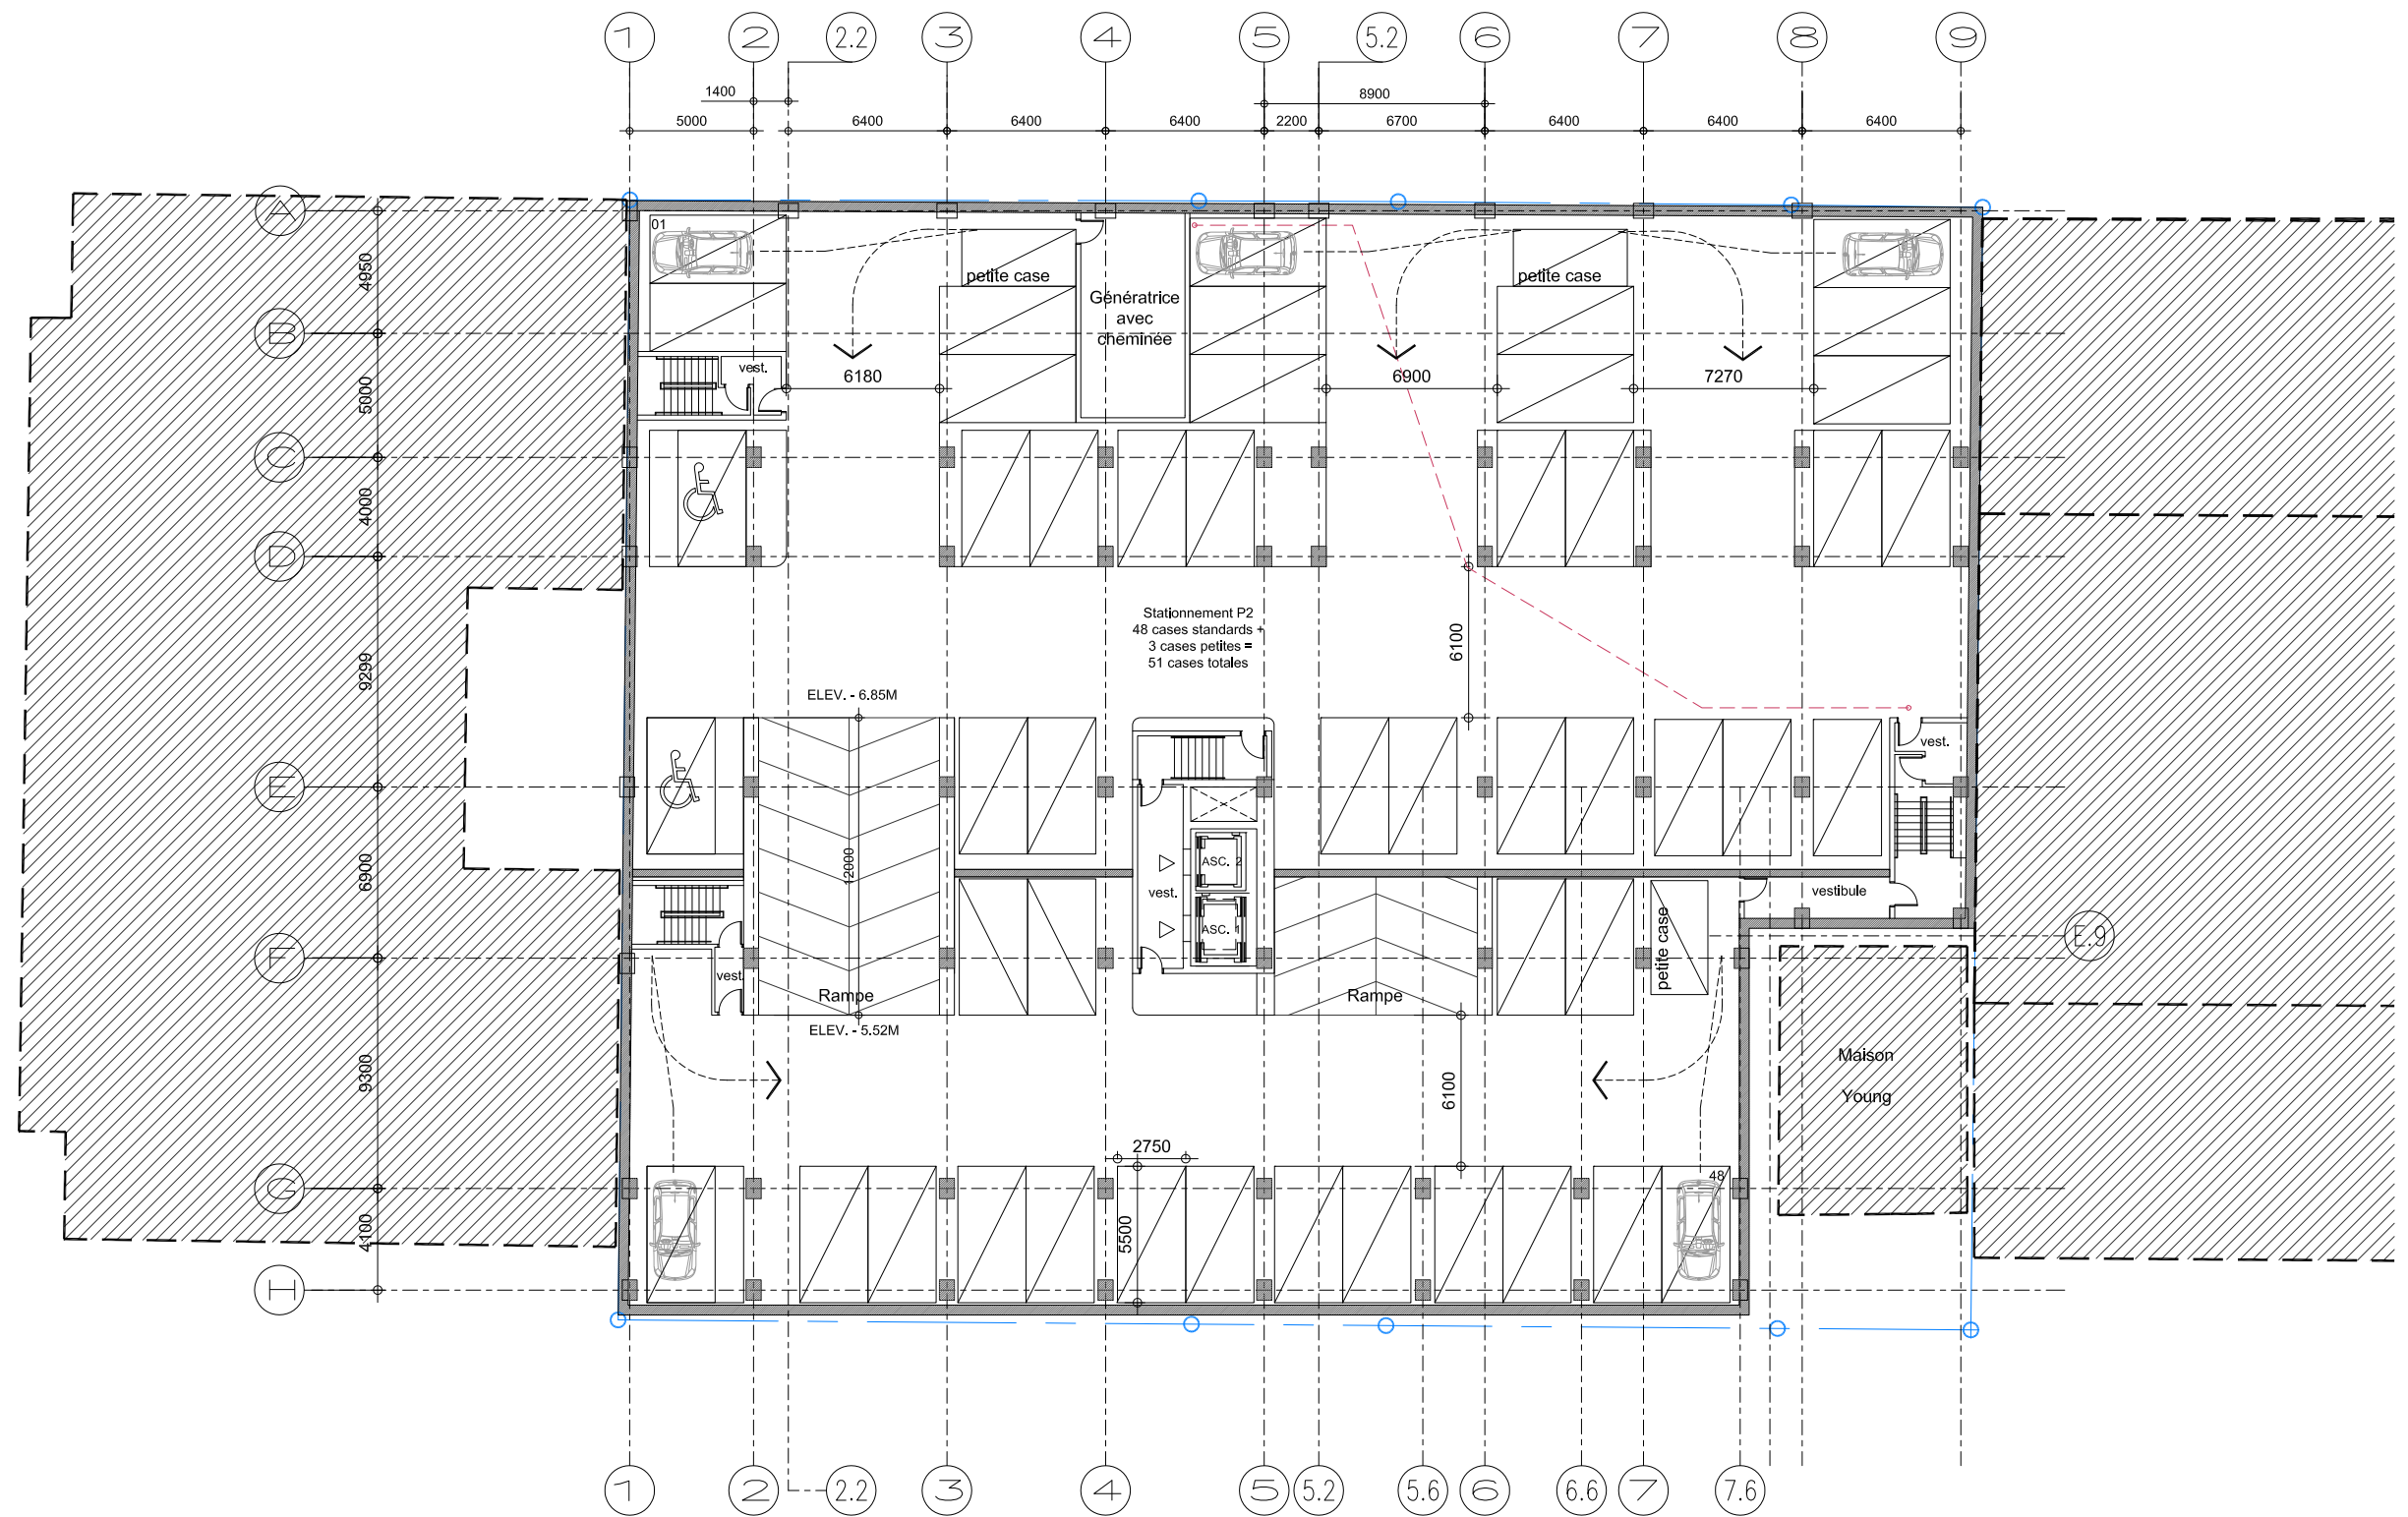 1 2 2.2 3 4 5 5.2 6 7 8 9
1400
8900
5000 6400 6400 6400 2200 6700 6400 6400 6400
A
01
4950
petite case
petite case
Génératrice
avec
cheminée
B
vest.
6180
6900
7270
5000
C
4000
D
Stationnement P2
48 cases standards +
3 cases petites =
51 cases totales
6100
9299
ELEV. - 6.85M
vest.
E
12000
ASC. 2
6900
vest.
vestibule
ASC. 1
petite case
E.9
F
vest.
Rampe
Rampe
ELEV. - 5.52M
Maison
Young
9300
6100
2750
48
G
5500
4100
H
1 2 2.2 3 4 5 5.2 5.6 6 6.6 7 7.6